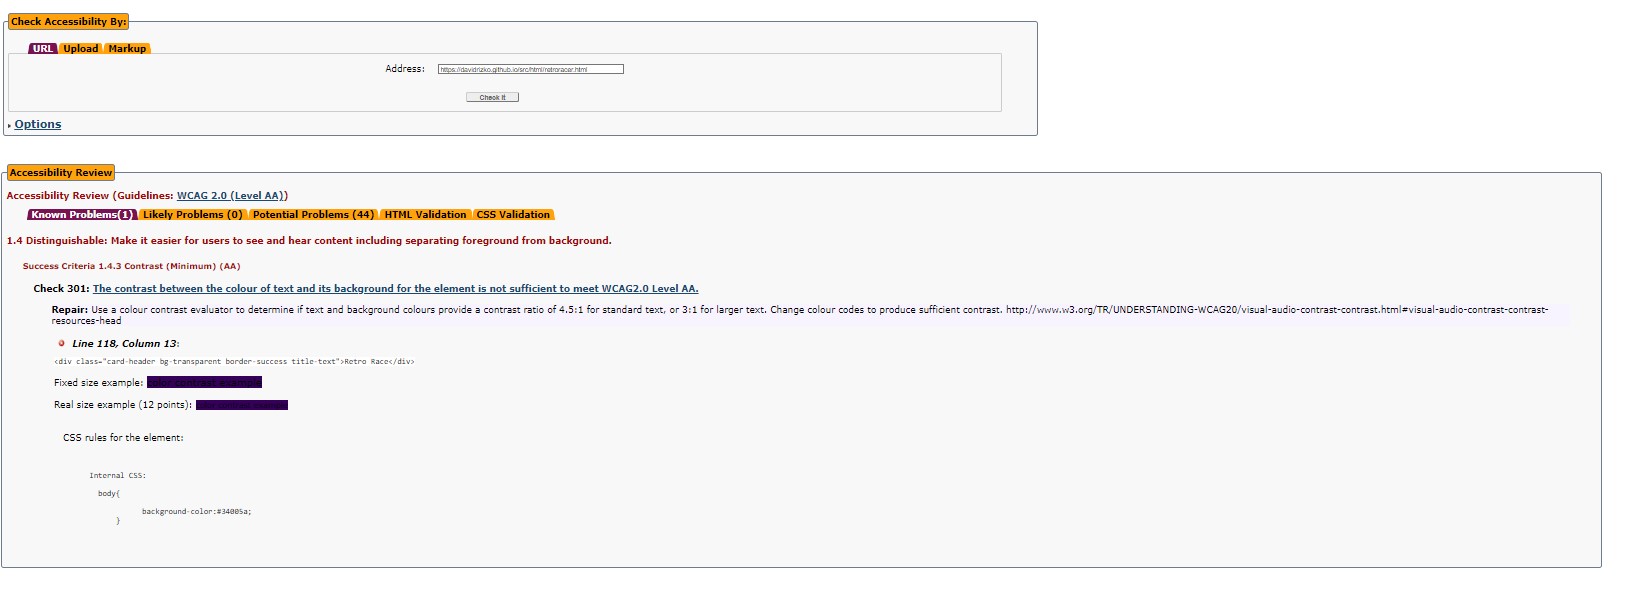 Check Accessibility By:
URL Upload Markup
Address: https://davidrizko.github.io/src/html/retroracer.html
Check It
Options
Accessibility Review
Accessibility Review (Guidelines: WCAG 2.0 (Level AA))
Known Problems(1) Likely Problems (0) Potential Problems (44) HTML Validation CSS Validation
1.4 Distinguishable: Make it easier for users to see and hear content including separating foreground from background.
Success Criteria 1.4.3 Contrast (Minimum) (AA)
Check 301: The contrast between the colour of text and its background for the element is not sufficient to meet WCAG2.0 Level AA.
Repair: Use a colour contrast evaluator to determine if text and background colours provide a contrast ratio of 4.5:1 for standard text, or 3:1 for larger text. Change colour codes to produce sufficient contrast. http://www.w3.org/TR/UNDERSTANDING-WCAG20/visual-audio-contrast-contrast.html#visual-audio-contrast-contrast-
resources-head
Line 118, Column 13:
<div class="card-header bg-transparent border-success title-text">Retro Race</div>
Fixed size example: color contrast example
Real size example (12 points):
CSS rules for the element:
Internal CSS:
body{
background-color:#34005a;
}